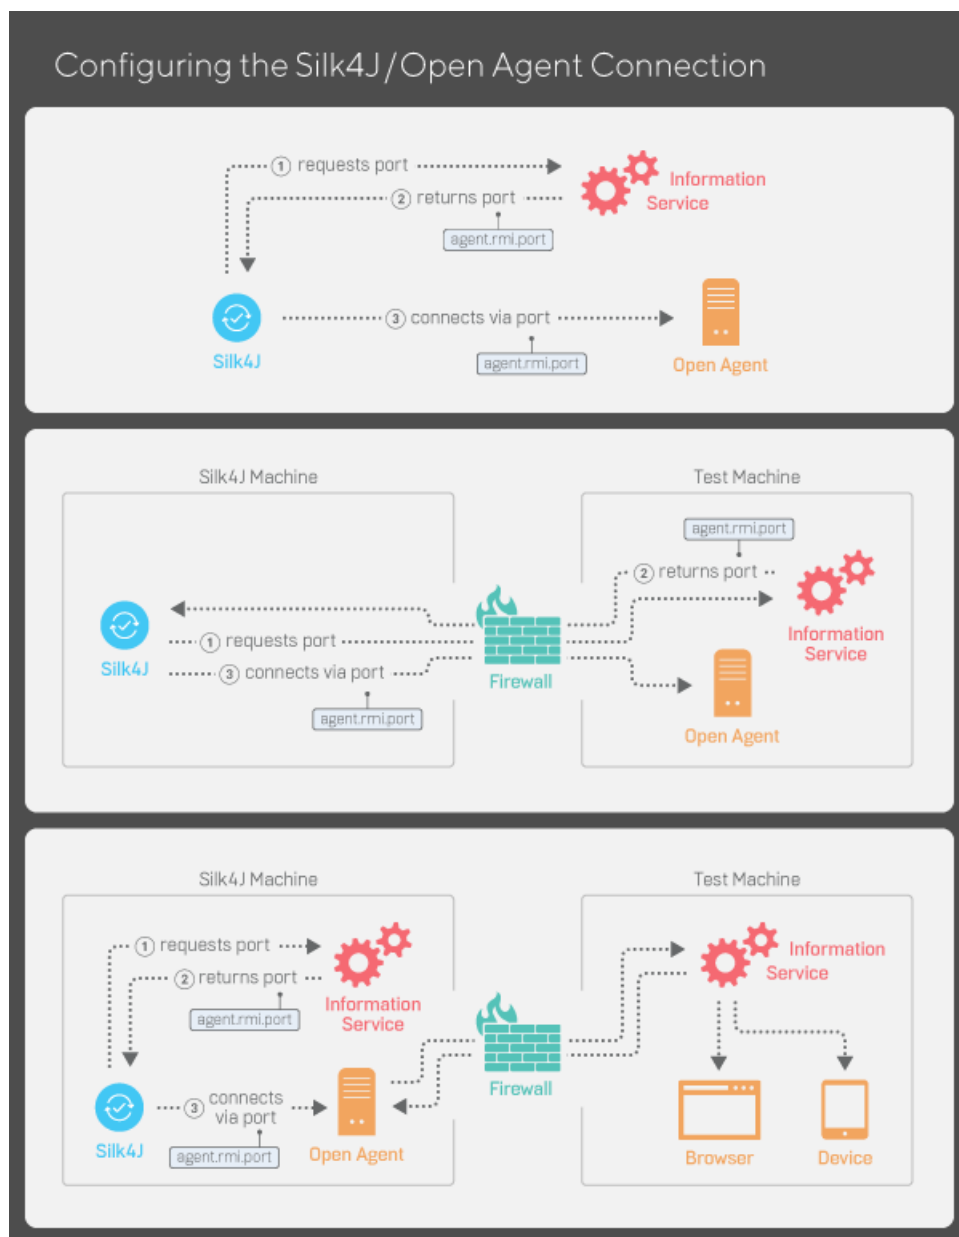 Configuring the Silk4J/Open Agent Connection
1 requests port
2 returns port
agent.rmi.port
Information
Service
3 connects via port
agent.rmi.port
Silk4J
Open Agent
Silk4J Machine
Test Machine
agent.rmi.port
2 returns port
Information
Service
1 requests port
Silk4J
3 connects via port
agent.rmi.port
Firewall
Open Agent
Silk4J Machine
Test Machine
1 requests port
2 returns port
agent.rmi.port
Information
Service
Information
Service
Firewall
3 connects
via port
agent.rmi.port
Silk4J
Open Agent
Browser
Device